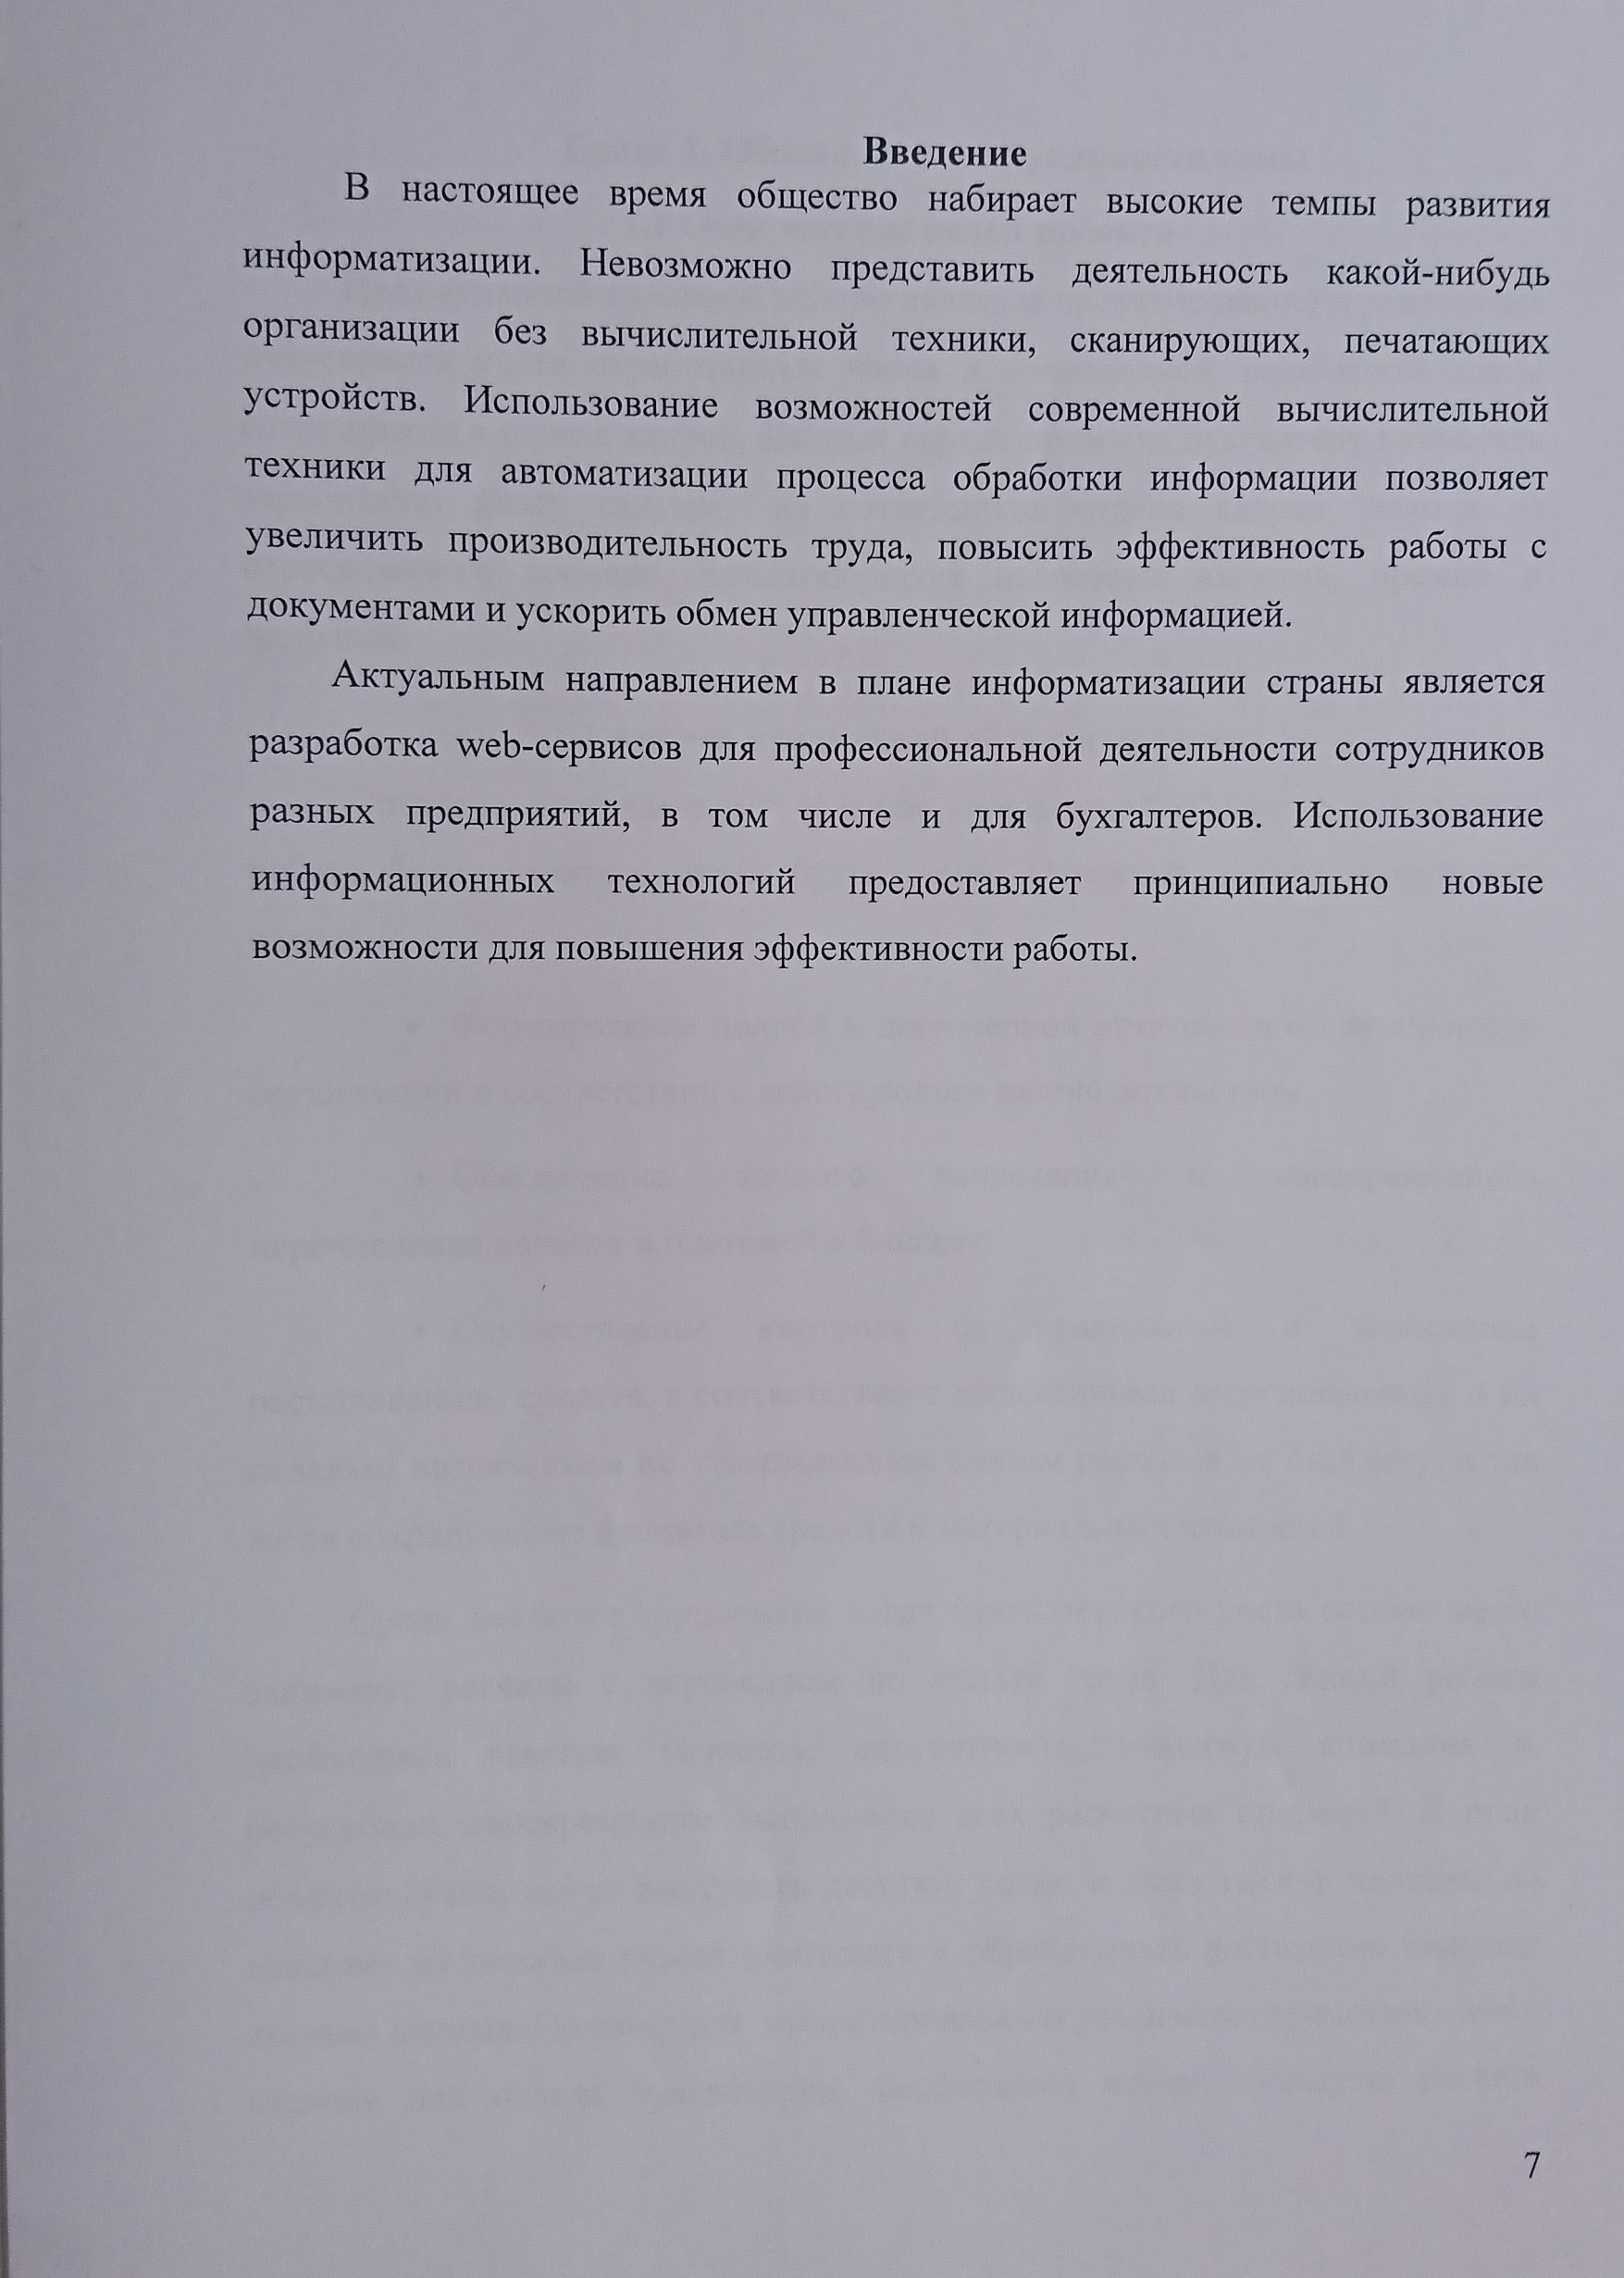 Введение
В настоящее время общество набирает высокие темпы развития
информатизации. Невозможно представить деятельность какой-нибудь
организации без вычислительной техники, сканирующих, печатающих
устройств. Использование возможностей современной вычислительной
техники для автоматизации процесса обработки информации позволяет
увеличить производительность труда, повысить эффективность работы с
документами и ускорить обмен управленческой информацией.
Актуальным направлением в плане информатизации страны является
разработка web-сервисов для профессиональной деятельности сотрудников
разных предприятий, в том числе и для бухгалтеров. Использование
информационных технологий предоставляет принципиально новые
возможности для повышения эффективности работы.
7